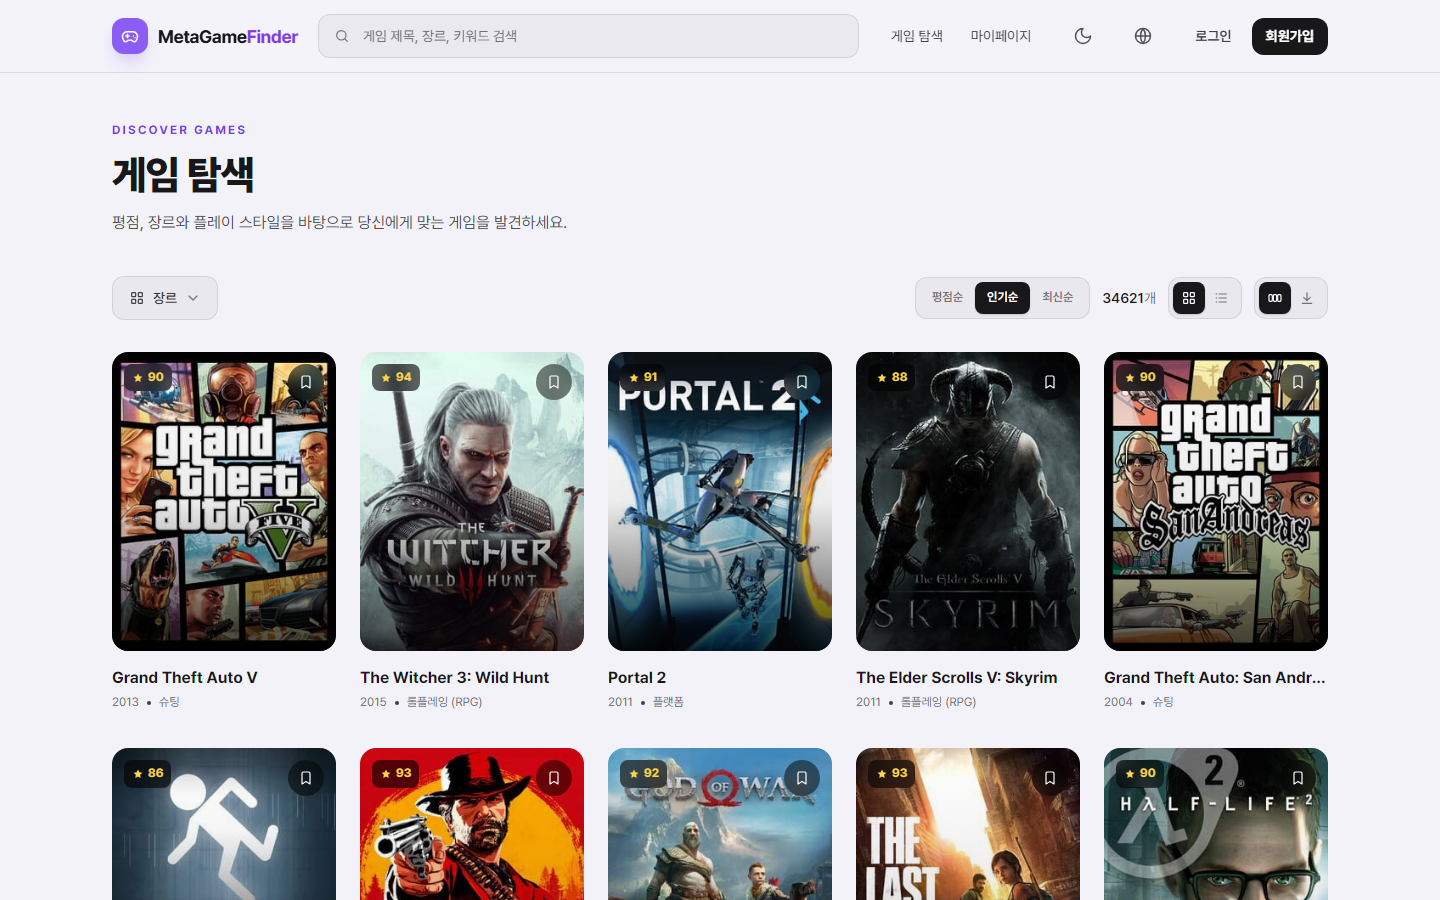 MetaGameFinder
게임 제목, 장르, 키워드 검색
게임 탐색
마이페이지
로그인
회원가입
DISCOVER GAMES
게임 탐색
평점, 장르와 플레이 스타일을 바탕으로 당신에게 맞는 게임을 발견하세요.
장르
평점순
인기순
최신순
34621개
90
grand
theft
auto
FIVE
94
THE
WITCHER
WILD HUNT
91
PORTAL 2
88
The Elder Scrolls V
SKYRIM
90
grand
theft
auto
San Andreas
Grand Theft Auto V
2013 • 슈팅
The Witcher 3: Wild Hunt
2015 • 롤플레잉 (RPG)
Portal 2
2011 • 플랫폼
The Elder Scrolls V: Skyrim
2011 • 롤플레잉 (RPG)
Grand Theft Auto: San Andr...
2004 • 슈팅
86
93
92
GOD OF WAR
93
THE
LAST
90
2
HALF-LIFE 2